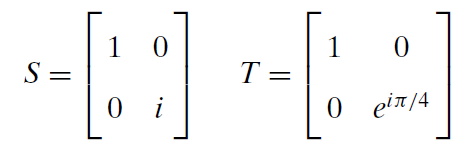 S = [ 1 0 ; 0 i ] T = [ 1 0 ; 0 e^{iπ/4} ]